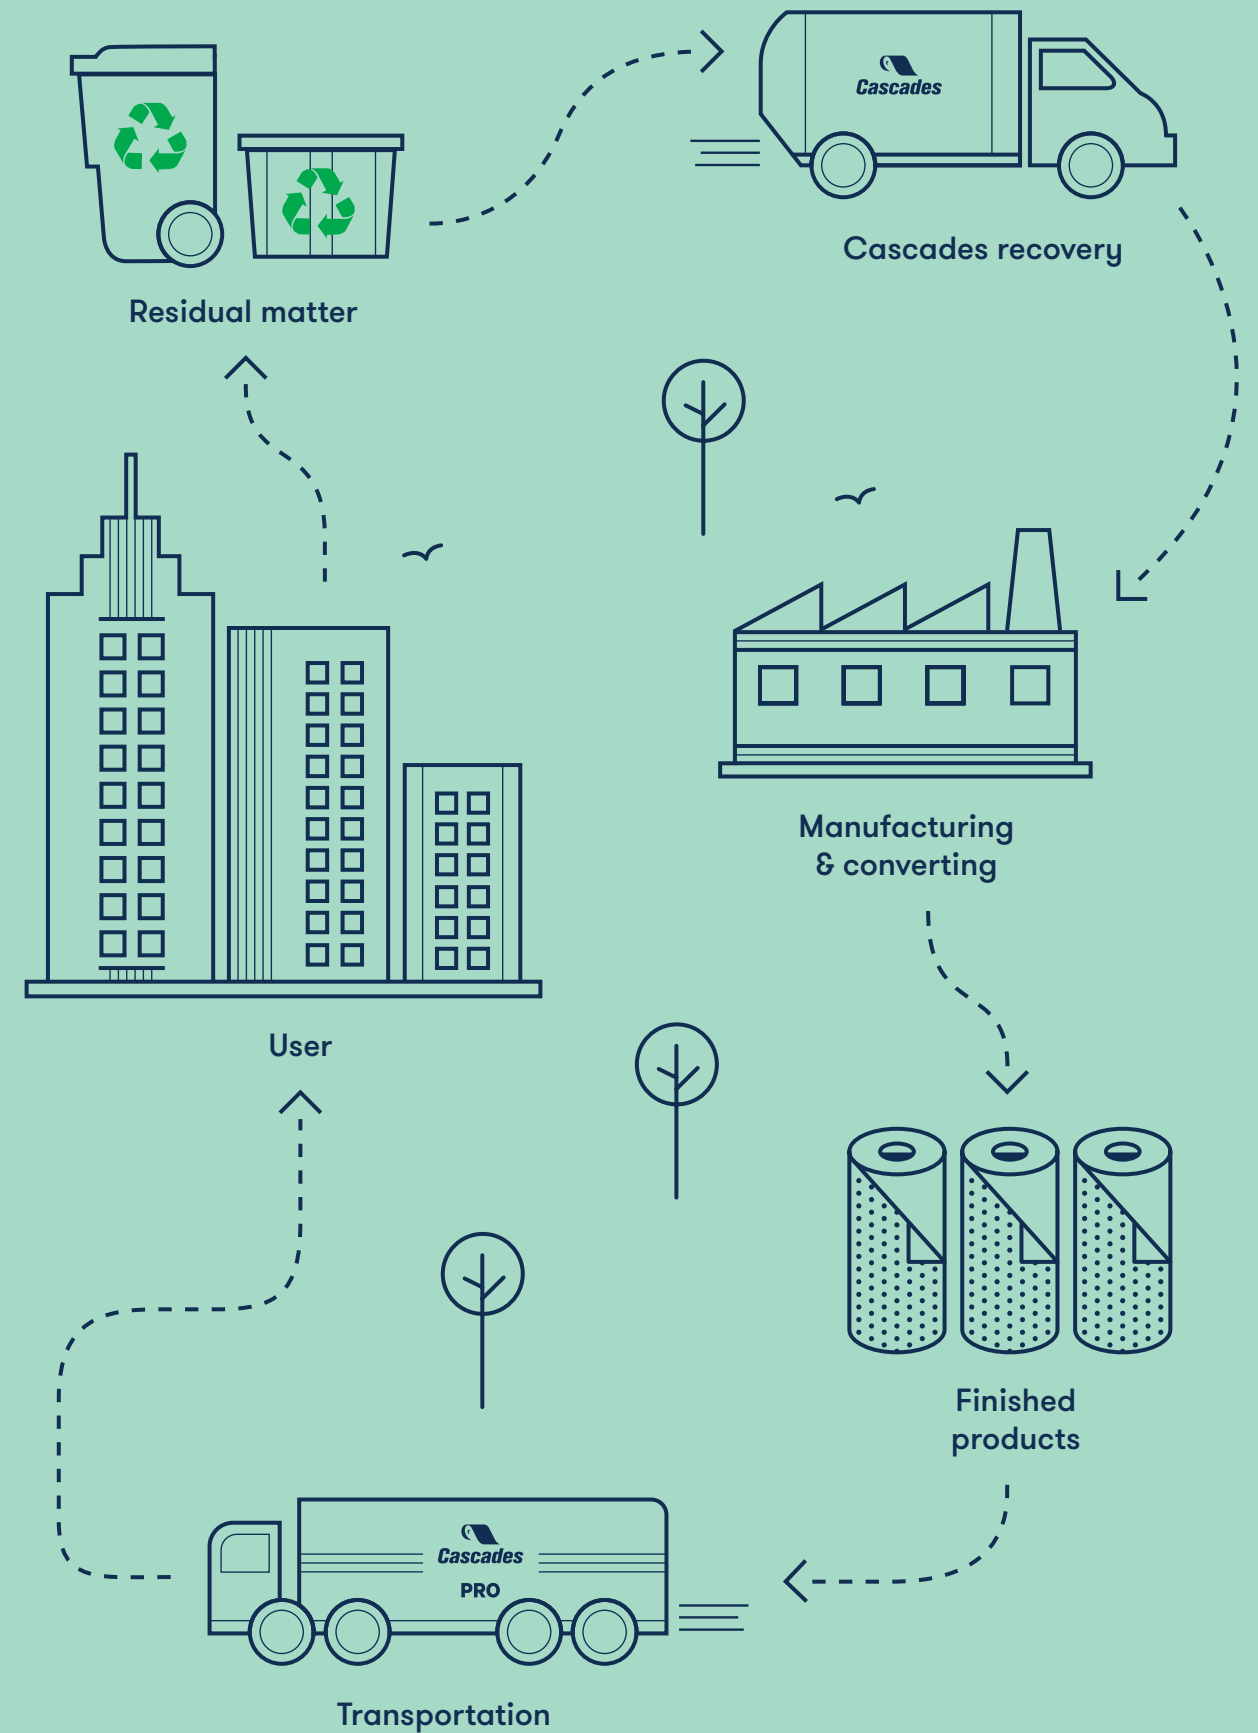 Cascades
Cascades recovery
Residual matter
Manufacturing
& converting
User
Finished
products
Cascades
PRO
Transportation